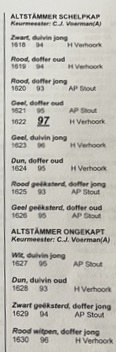 ALTSTÄMMER SCHELPKAP
Keurmeester: C.J. Voerman(A)
Zwart, duivin jong
1618 94 H Verhoork
Rood, doffer oud
1619 94 H Verhoork
Rood, doffer jong
1620 93 AP Stout
Geel, doffer oud
1621 95 AP Stout
1622 97 H Verhoork
Geel, duivin jong
1623 96 H Verhoork
Dun, doffer oud
1624 95 H Verhoork
Rood geëksterd, doffer jong
1625 93 AP Stout
Geel geëksterd, doffer oud
1626 95 AP Stout
ALTSTÄMMER ONGEKAPT
Keurmeester: C.J. Voerman(A)
Wit, duivin jong
1627 95 AP Stout
Dun, duivin oud
1628 93 H Verhoork
Zwart geëksterd, doffer jong
1629 94 AP Stout
Rood witpen, doffer jong
1630 96 H Verhoork